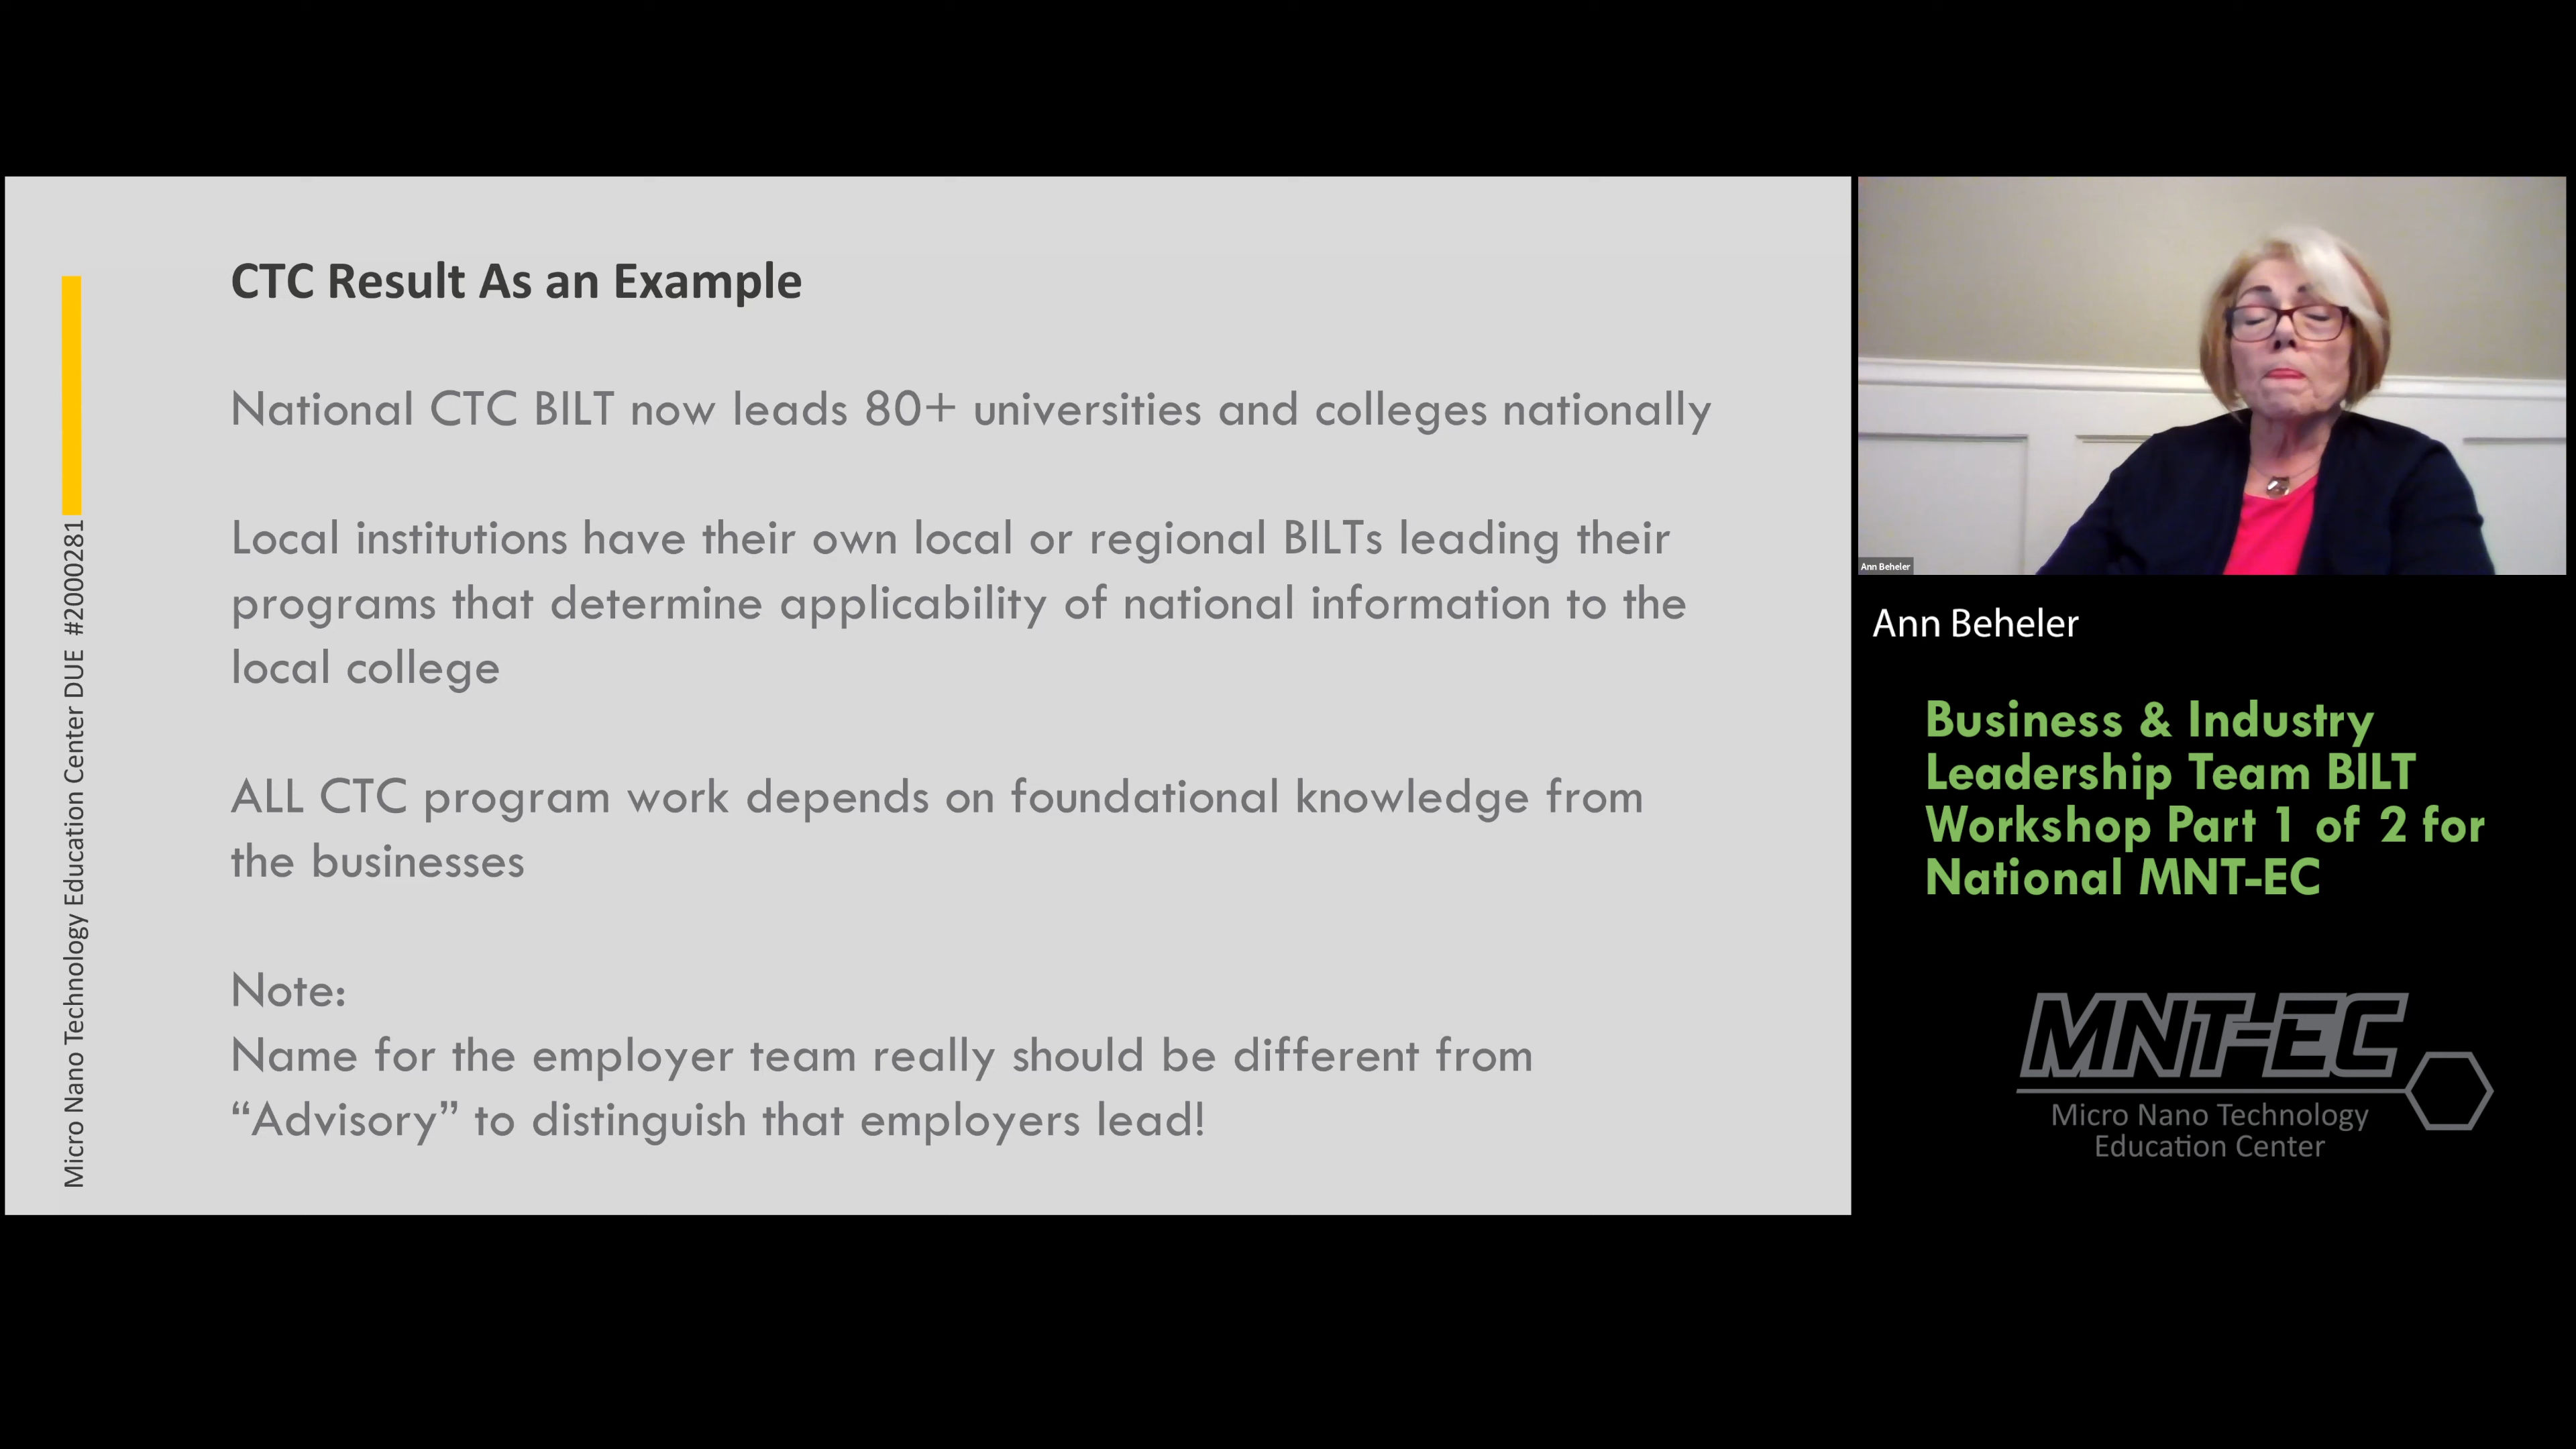 CTC Result As an Example
National CTC BILT now leads 80+ universities and colleges nationally
Local institutions have their own local or regional BILTs leading their
programs that determine applicability of national information to the
local college
ALL CTC program work depends on foundational knowledge from
the businesses
Note:
Name for the employer team really should be different from
“Advisory” to distinguish that employers lead!
Micro Nano Technology Education Center DUE #2000281
Ann Beheler
Ann Beheler
Business & Industry
Leadership Team BILT
Workshop Part 1 of 2 for
National MNT-EC
MNT-EC
Micro Nano Technology
Education Center